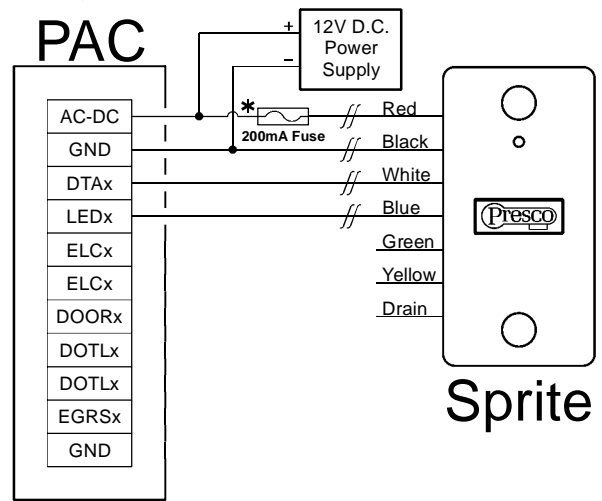 PAC
+
12V D.C.
Power
Supply
–
AC-DC
GND
DTAx
LEDx
ELCx
ELCx
DOORx
DOTLx
DOTLx
EGRSx
GND
*
200mA Fuse
Red
Black
White
Blue
Green
Yellow
Drain
Presco
Sprite